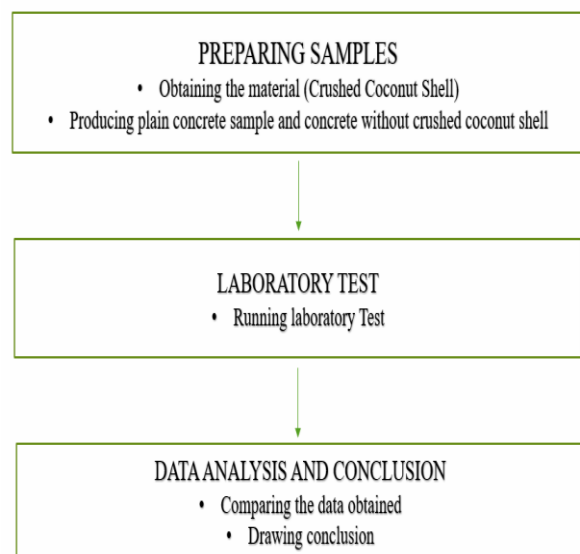 PREPARING SAMPLES
• Obtaining the material (Crushed Coconut Shell)
• Producing plain concrete sample and concrete without crushed coconut shell
LABORATORY TEST
• Running laboratory Test
DATA ANALYSIS AND CONCLUSION
• Comparing the data obtained
• Drawing conclusion